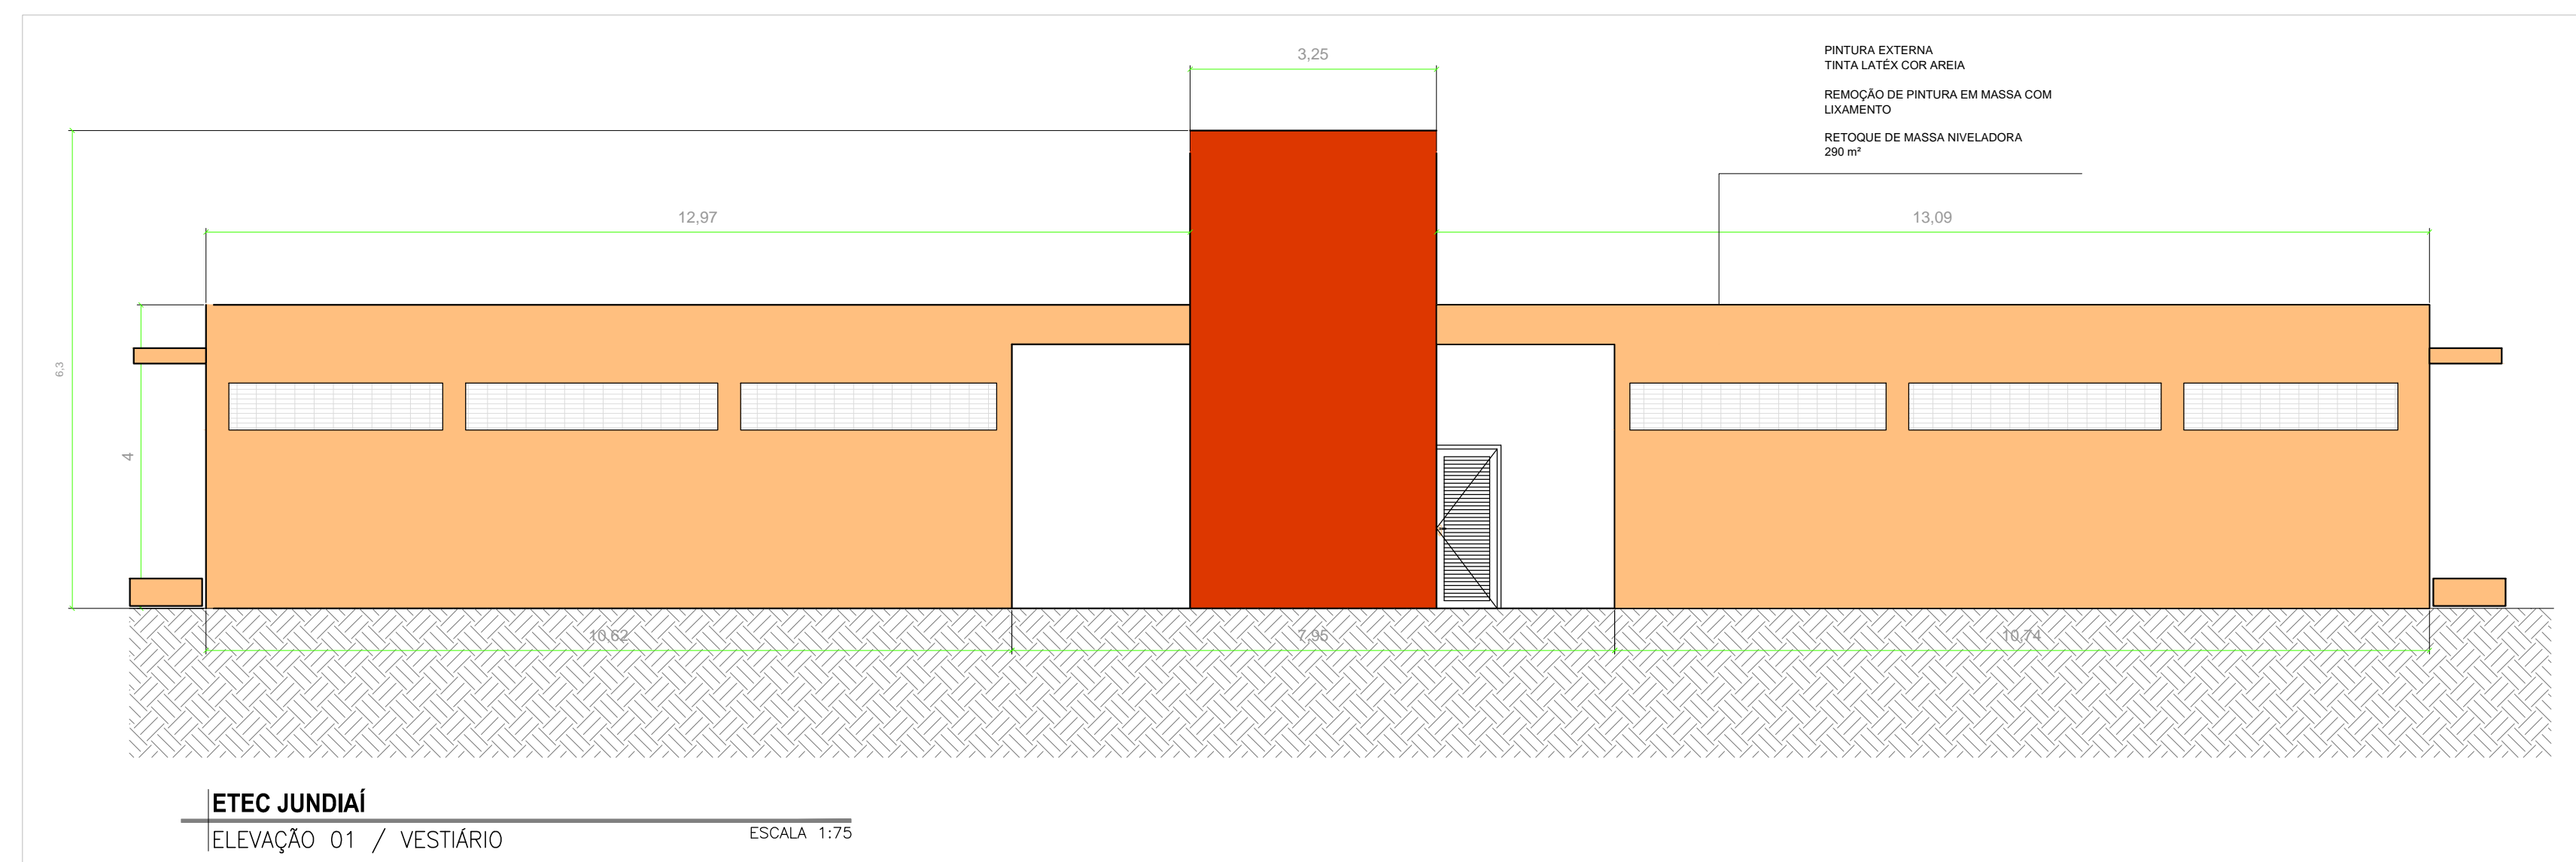 3,25
PINTURA EXTERNA
TINTA LATÉX COR AREIA
REMOÇÃO DE PINTURA EM MASSA COM
LIXAMENTO
RETOQUE DE MASSA NIVELADORA
290 m²
12,97
13,09
6,3
4
10,62
7,95
10,74
ETEC JUNDIAÍ
ELEVAÇÃO 01 / VESTIÁRIO
ESCALA 1:75